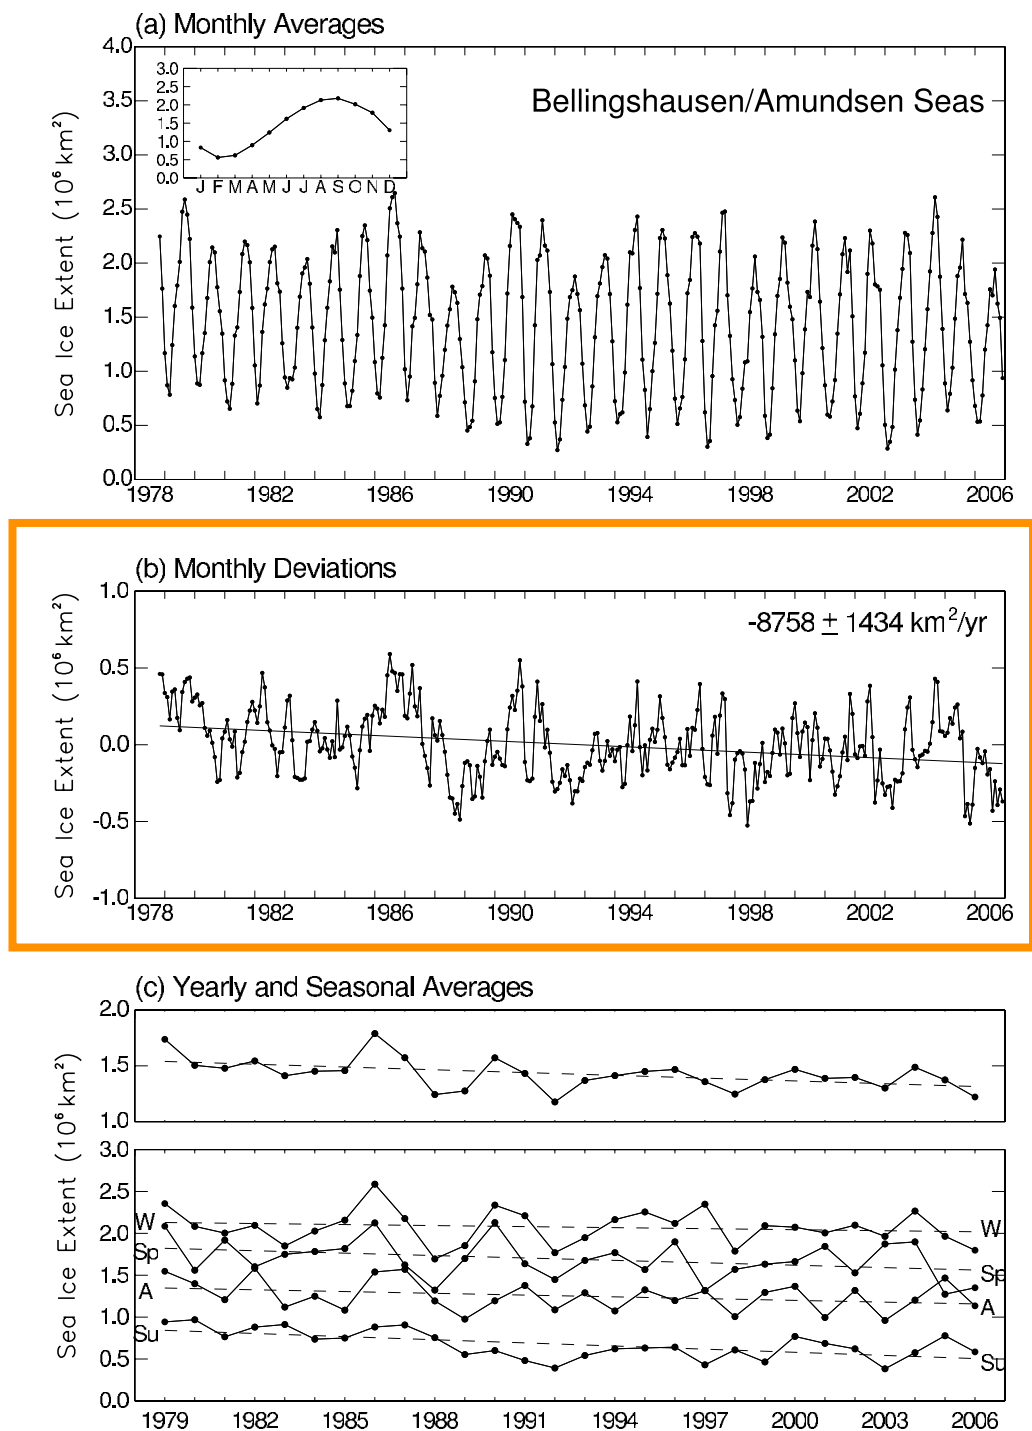 (a) Monthly Averages
4.0
3.5
3.0
2.5
2.0
1.5
1.0
0.5
0.0
Sea Ice Extent (10⁶ km²)
3.0
2.5
2.0
1.5
1.0
0.5
0.0
J F M A M J J A S O N D
Bellingshausen/Amundsen Seas
1978 1982 1986 1990 1994 1998 2002 2006
(b) Monthly Deviations
1.0
0.5
0.0
-0.5
-1.0
Sea Ice Extent (10⁶ km²)
-8758 ± 1434 km²/yr
1978 1982 1986 1990 1994 1998 2002 2006
(c) Yearly and Seasonal Averages
2.0
1.5
1.0
3.0
2.5
2.0
1.5
1.0
0.5
0.0
Sea Ice Extent (10⁶ km²)
W W
Sp Sp
A A
Su Su
1979 1982 1985 1988 1991 1994 1997 2000 2003 2006